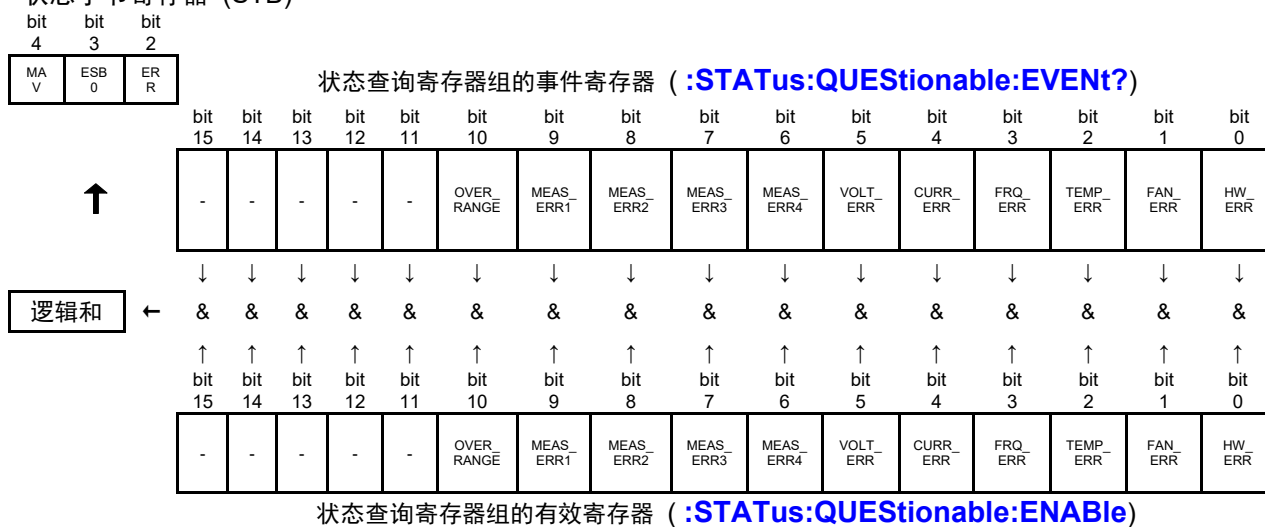 状态字节寄存器 (STB)
bit bit bit
4 3 2
MAV ESB0 ERR
状态查询寄存器组的事件寄存器 ( :STATus:QUEStionable:EVENt?)
bit bit bit bit bit bit bit bit bit bit bit bit bit bit bit bit
15 14 13 12 11 10 9 8 7 6 5 4 3 2 1 0
- - - - - OVER_RANGE MEAS_ERR1 MEAS_ERR2 MEAS_ERR3 MEAS_ERR4 VOLT_ERR CURR_ERR FRQ_ERR TEMP_ERR FAN_ERR HW_ERR
↑
↓ ↓ ↓ ↓ ↓ ↓ ↓ ↓ ↓ ↓ ↓ ↓ ↓ ↓ ↓ ↓
逻辑和 ← & & & & & & & & & & & & & & & &
↑ ↑ ↑ ↑ ↑ ↑ ↑ ↑ ↑ ↑ ↑ ↑ ↑ ↑ ↑ ↑
bit bit bit bit bit bit bit bit bit bit bit bit bit bit bit bit
15 14 13 12 11 10 9 8 7 6 5 4 3 2 1 0
- - - - - OVER_RANGE MEAS_ERR1 MEAS_ERR2 MEAS_ERR3 MEAS_ERR4 VOLT_ERR CURR_ERR FRQ_ERR TEMP_ERR FAN_ERR HW_ERR
状态查询寄存器组的有效寄存器 ( :STATus:QUEStionable:ENABle)